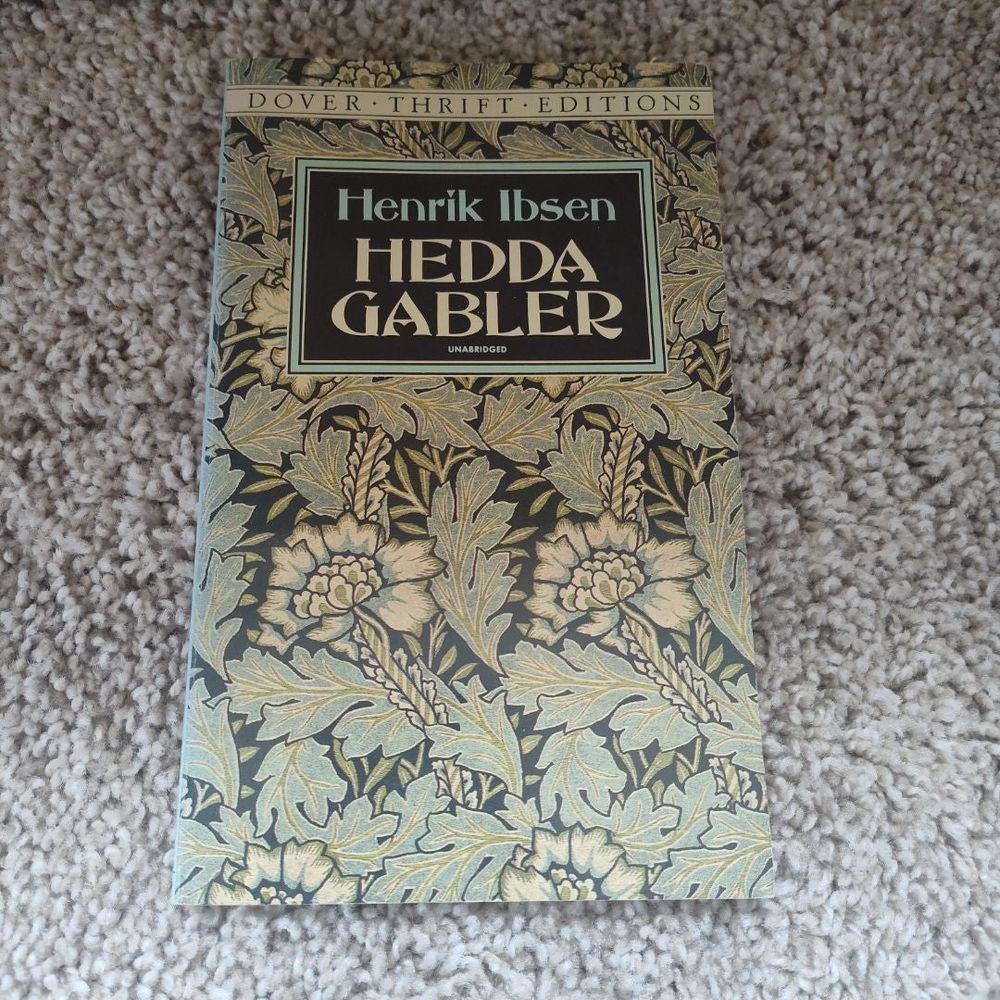 DOVER · THRIFT · EDITIONS
Henrik Ibsen
HEDDA
GABLER
UNABRIDGED